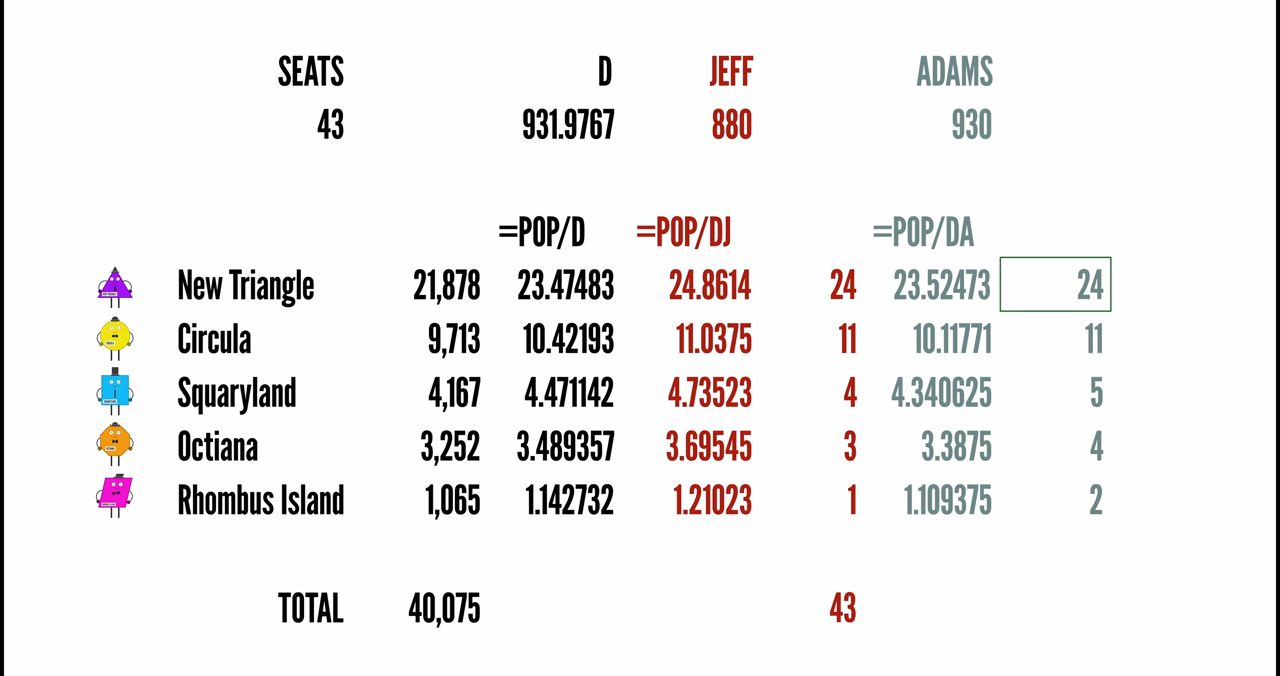 SEATS D JEFF ADAMS
43 931.9767 880 930
=POP/D =POP/DJ =POP/DA
New Triangle 21,878 23.47483 24.8614 24 23.52473 24
Circula 9,713 10.42193 11.0375 11 10.11771 11
Squaryland 4,167 4.471142 4.73523 4 4.340625 5
Octiana 3,252 3.489357 3.69545 3 3.3875 4
Rhombus Island 1,065 1.142732 1.21023 1 1.109375 2
TOTAL 40,075 43